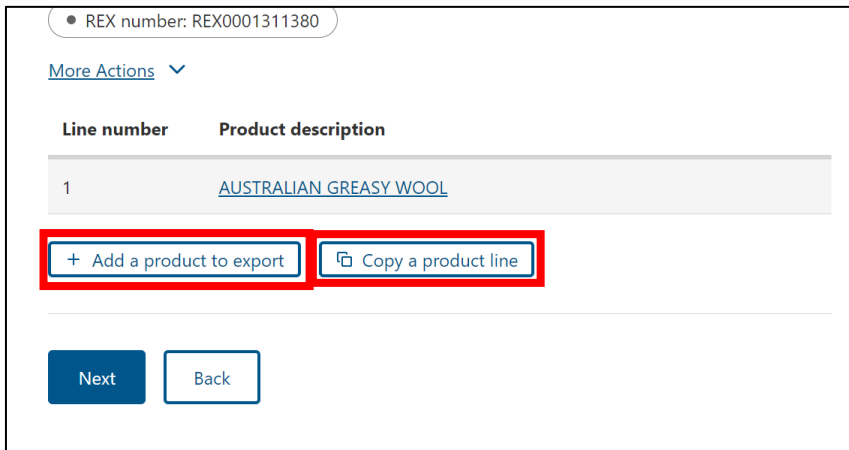 REX number: REX0001311380
More Actions
Line number Product description
1 AUSTRALIAN GREASY WOOL
+ Add a product to export Copy a product line
Next Back